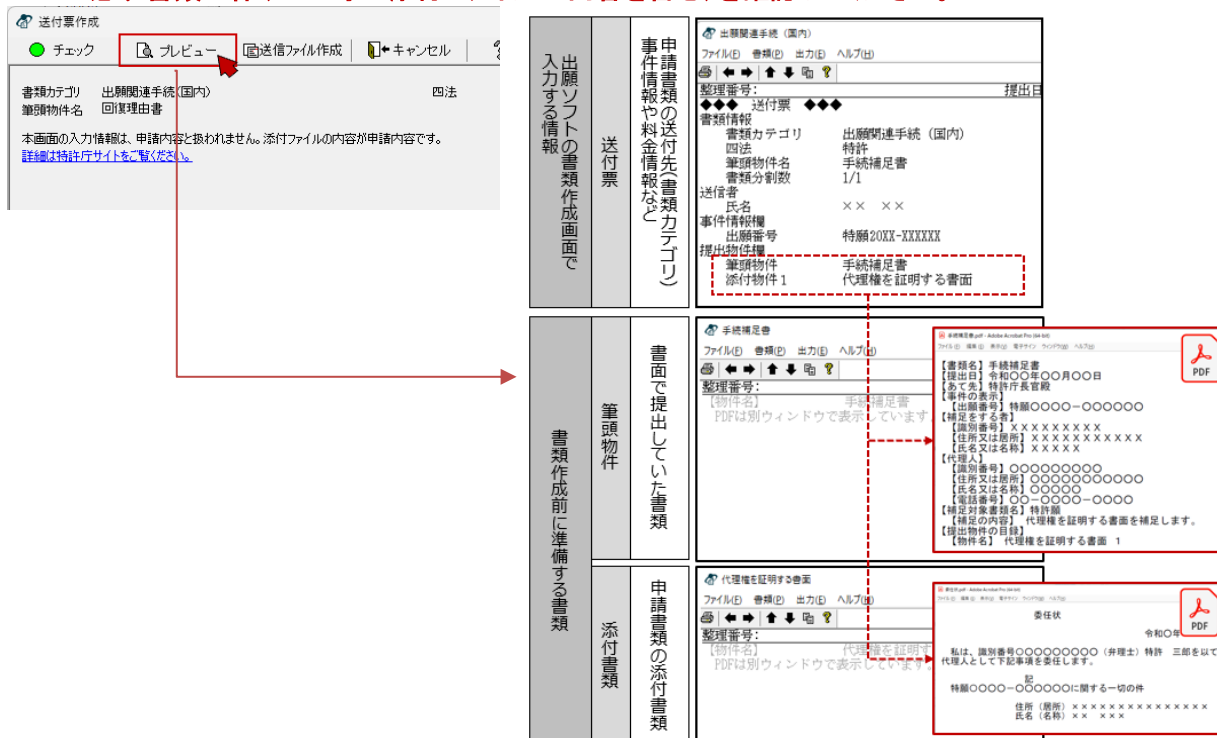 送付票作成
チェック プレビュー 送信ファイル作成 キャンセル
書類カテゴリ 出願関連手続(国内) 四法
筆頭物件名 回復理由書
本画面の入力情報は、申請内容と扱われません。添付ファイルの内容が申請内容です。
詳細は特許庁サイトをご覧ください。
出願ソフトの書類作成画面で
入力する情報
送付票
申請書類の送付先(書類カテゴリ)
事件情報や料金情報など
出願関連手続（国内）
ファイル(F) 書類(P) 出力(E) ヘルプ(H)
整理番号： 提出日
◆◆◆ 送付票 ◆◆◆
書類情報
書類カテゴリ 出願関連手続（国内）
四法 特許
筆頭物件名 手続補足書
書類分割数 1/1
送信者
氏名 ×× ××
事件情報欄
出願番号 特願20XX-XXXXXX
提出物件欄
筆頭物件 手続補足書
添付物件1 代理権を証明する書面
書類作成前に準備する書類
筆頭物件
書面で提出していた書類
手続補足書
ファイル(F) 書類(P) 出力(E) ヘルプ(H)
整理番号：
【物件名】 手続補足書
PDFは別ウィンドウで表示しています
手続補足書.pdf - Adobe Acrobat Pro (64-bit)
PDF
【書類名】手続補足書
【提出日】令和〇〇年〇〇月〇〇日
【あて先】特許庁長官殿
【事件の表示】
【出願番号】特願〇〇〇〇－〇〇〇〇〇〇
【補足をする者】
【識別番号】××××××××××
【住所又は居所】×××××××××××
【氏名又は名称】×××××
【代理人】
【識別番号】〇〇〇〇〇〇〇〇〇
【住所又は居所】〇〇〇〇〇〇〇〇〇〇〇
【氏名又は名称】〇〇〇〇〇
【電話番号】〇〇－〇〇〇〇－〇〇〇〇
【補足対象書類名】特許願
【補足の内容】 代理権を証明する書面を補足します。
【提出物件の目録】
【物件名】 代理権を証明する書面 1
添付書類
申請書類の添付書類
代理権を証明する書面
ファイル(F) 書類(P) 出力(E) ヘルプ(H)
整理番号：
【物件名】 代理権を証明す
PDFは別ウィンドウで表示しています
PDF
委任状
令和〇年
私は、識別番号〇〇〇〇〇〇〇〇〇（弁理士）特許 三郎を以て
代理人として下記事項を委任します。
記
特願〇〇〇〇－〇〇〇〇〇〇に関する一切の件
住所（居所）×××××××××××××××
氏名（名称）×× ×××